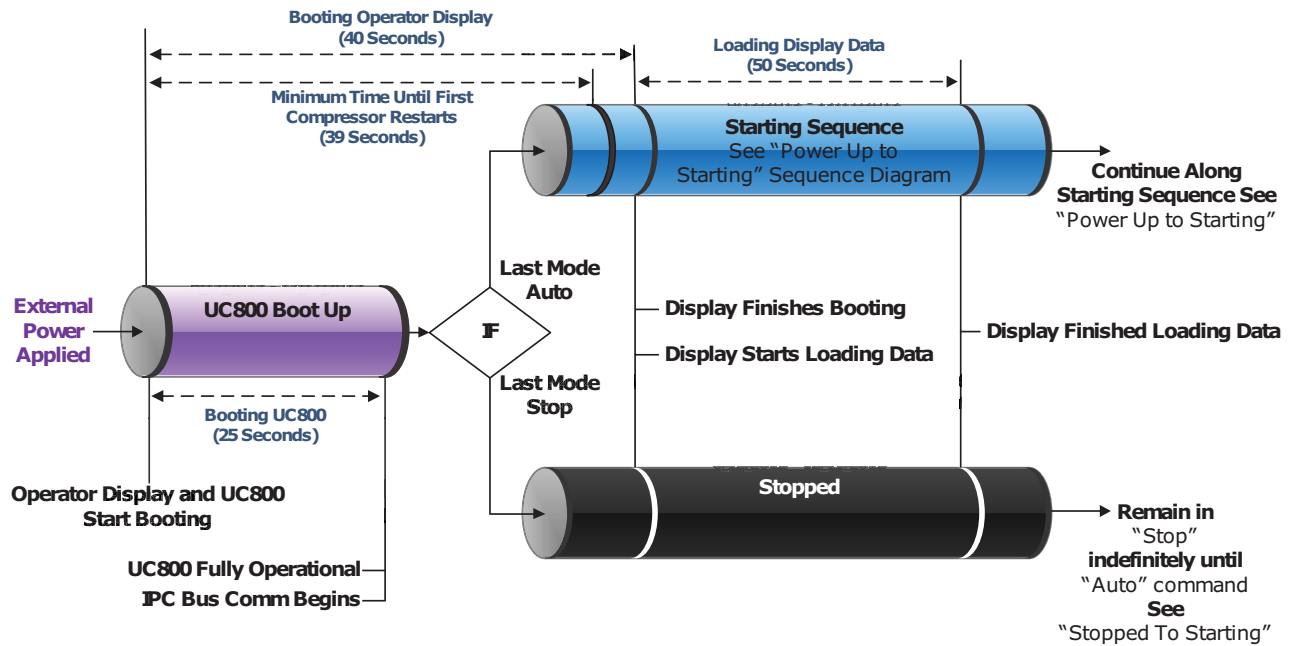 Booting Operator Display
(40 Seconds)
Loading Display Data
(50 Seconds)
Minimum Time Until First
Compressor Restarts
(39 Seconds)
Starting Sequence
See “Power Up to
Starting” Sequence Diagram
Continue Along
Starting Sequence See
“Power Up to Starting”
Last Mode
Auto
External
Power
Applied
UC800 Boot Up
IF
Display Finishes Booting
Display Starts Loading Data
Display Finished Loading Data
Last Mode
Stop
Booting UC800
(25 Seconds)
Operator Display and UC800
Start Booting
Stopped
UC800 Fully Operational
IPC Bus Comm Begins
Remain in
“Stop”
indefinitely until
“Auto” command
See
“Stopped To Starting”